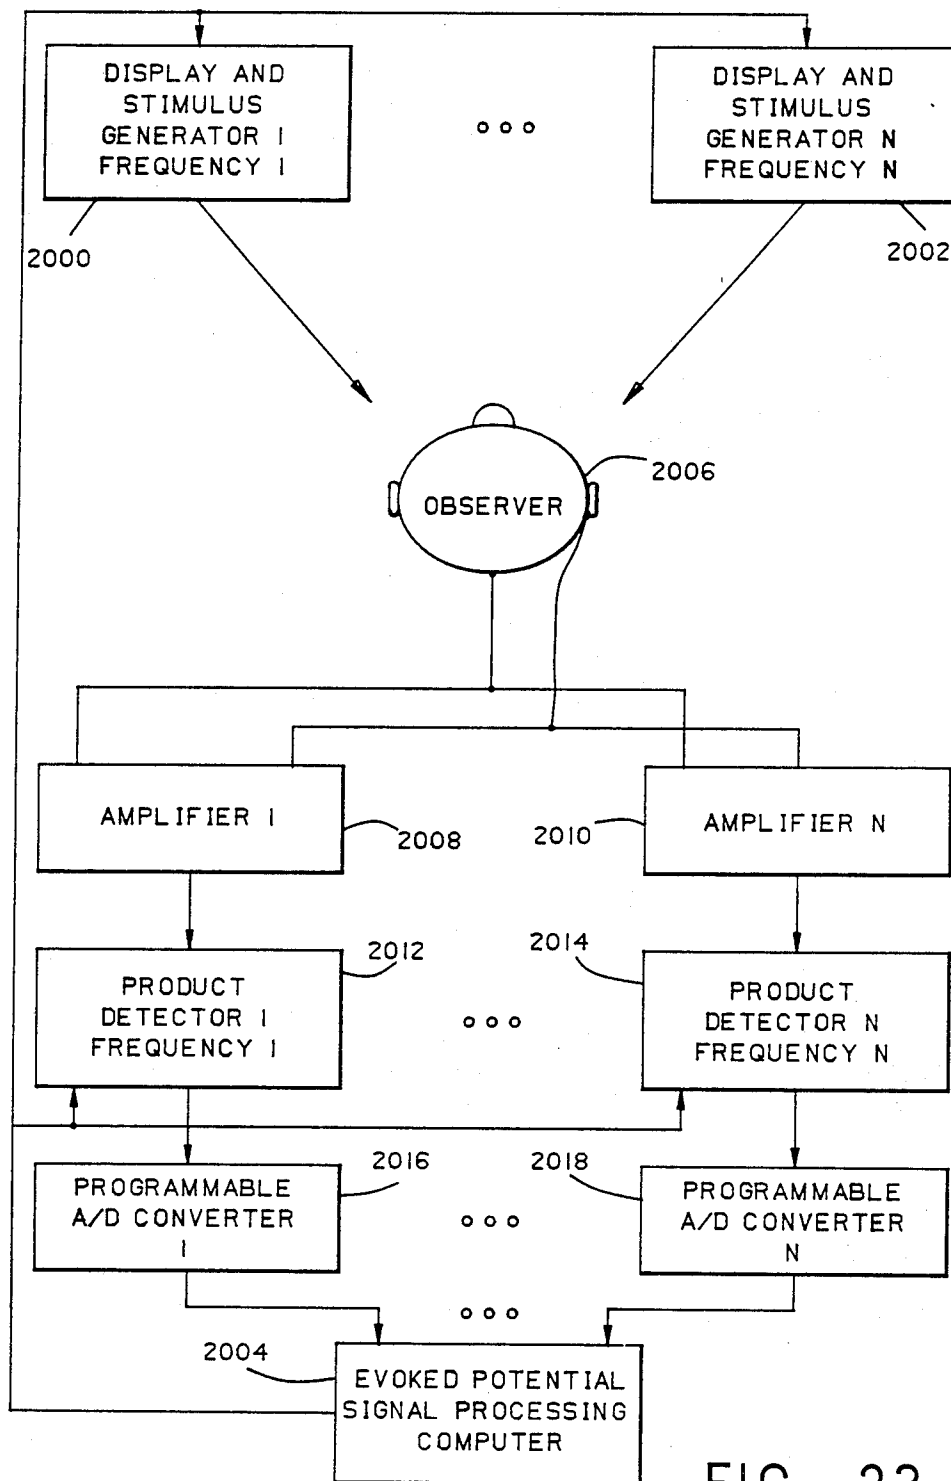 DISPLAY AND
STIMULUS
GENERATOR 1
FREQUENCY 1
DISPLAY AND
STIMULUS
GENERATOR N
FREQUENCY N
2000
2002
OBSERVER
2006
AMPLIFIER 1
2008
2010
AMPLIFIER N
2012
2014
PRODUCT
DETECTOR 1
FREQUENCY 1
PRODUCT
DETECTOR N
FREQUENCY N
2016
2018
PROGRAMMABLE
A/D CONVERTER
1
PROGRAMMABLE
A/D CONVERTER
N
2004
EVOKED POTENTIAL
SIGNAL PROCESSING
COMPUTER